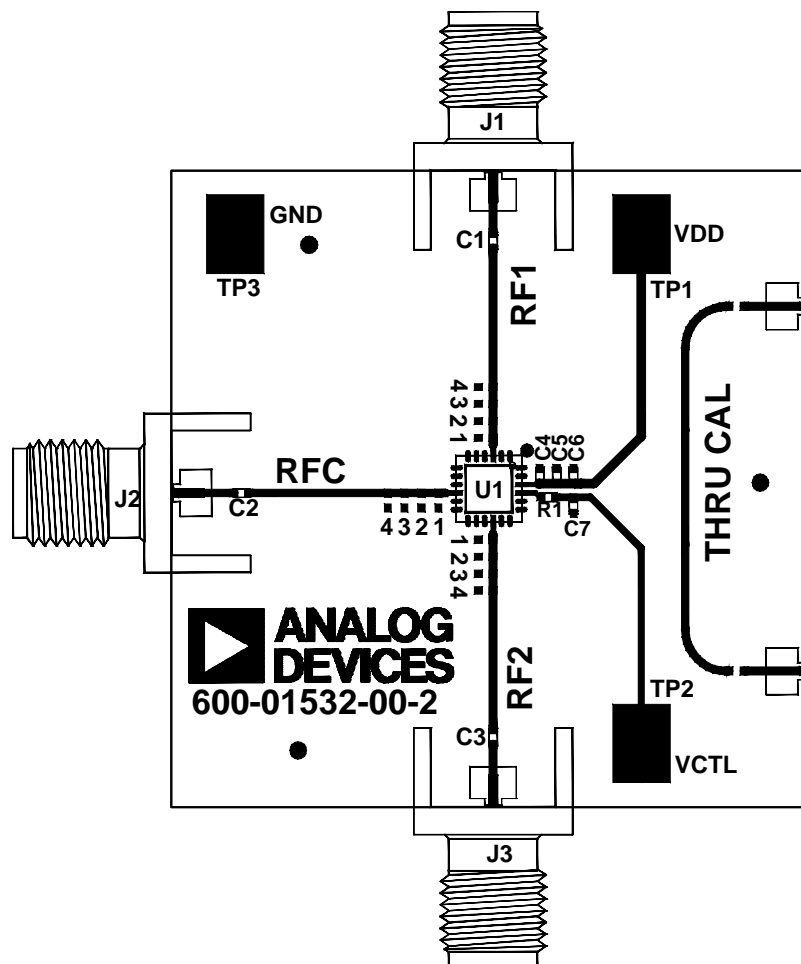 J1
GND
TP3
C1
RF1
VDD
TP1
4
3
2
1
C4
C5
C6
RFC
J2
C2
U1
R1
C7
4 3 2 1
THRU CAL
1
2
3
4
ANALOG
DEVICES
600-01532-00-2
RF2
TP2
C3
VCTL
J3